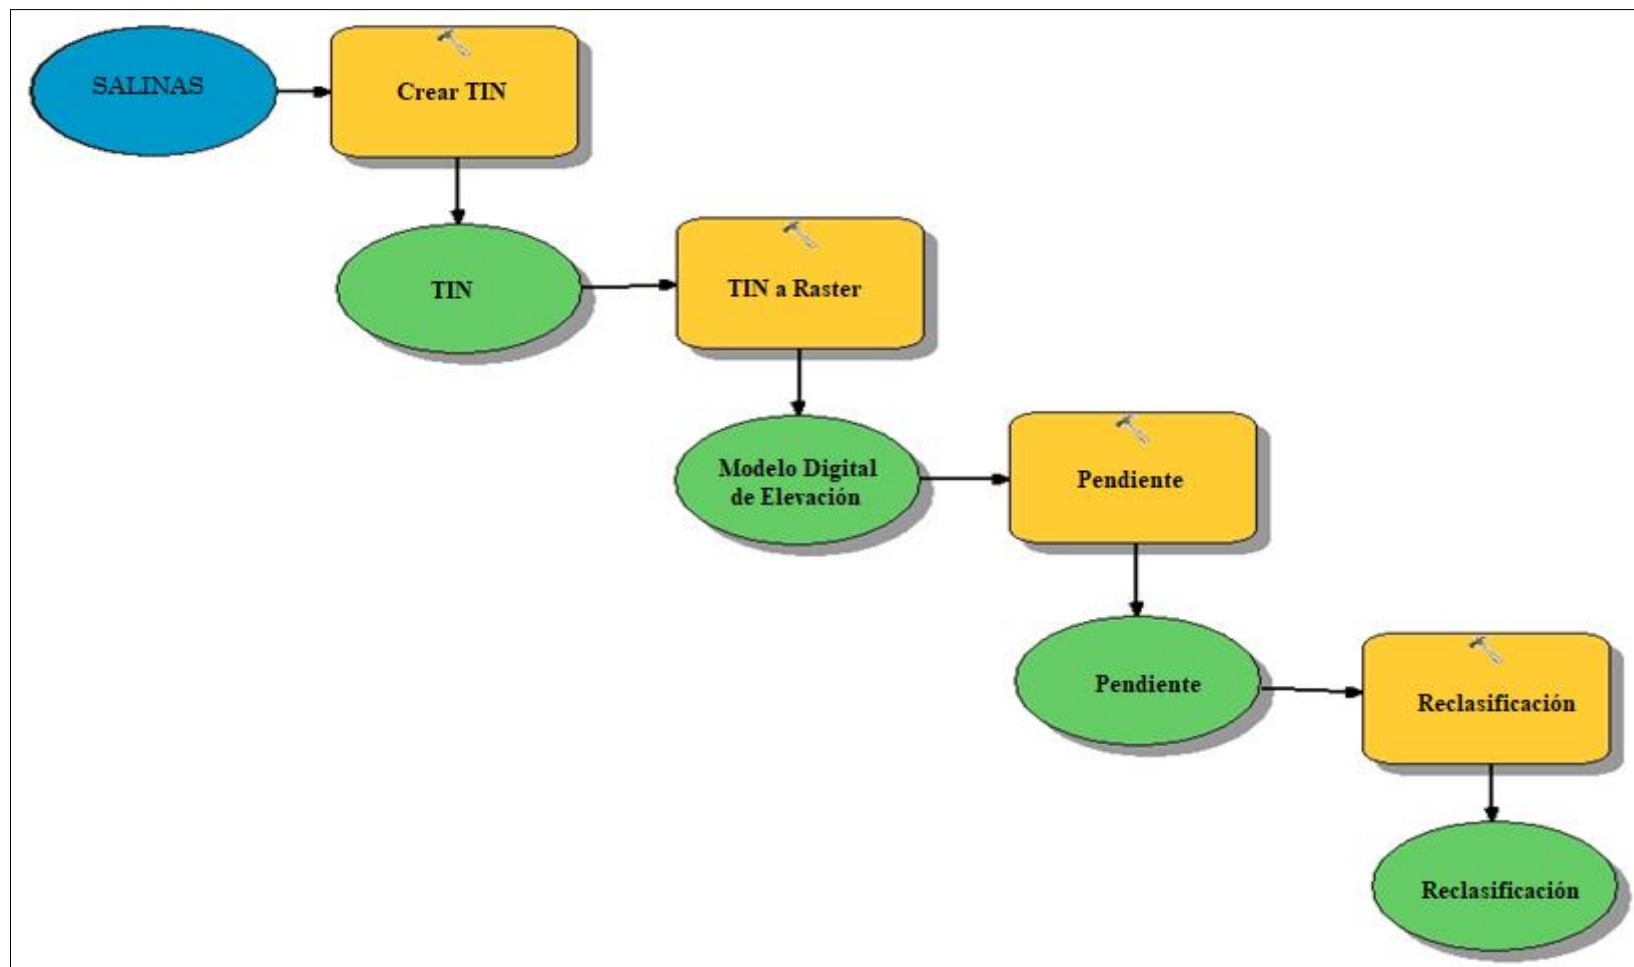 SALINAS
Crear TIN
TIN
TIN a Raster
Modelo Digital
de Elevación
Pendiente
Pendiente
Reclasificación
Reclasificación